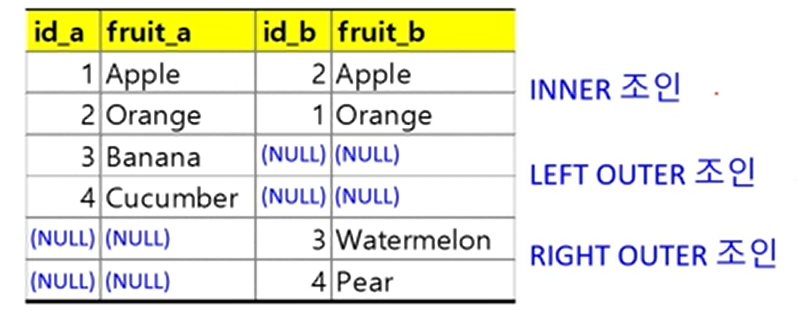 id_a fruit_a id_b fruit_b
1 Apple 2 Apple
INNER 조인
2 Orange 1 Orange
3 Banana (NULL) (NULL)
LEFT OUTER 조인
4 Cucumber (NULL) (NULL)
(NULL) (NULL) 3 Watermelon
RIGHT OUTER 조인
(NULL) (NULL) 4 Pear